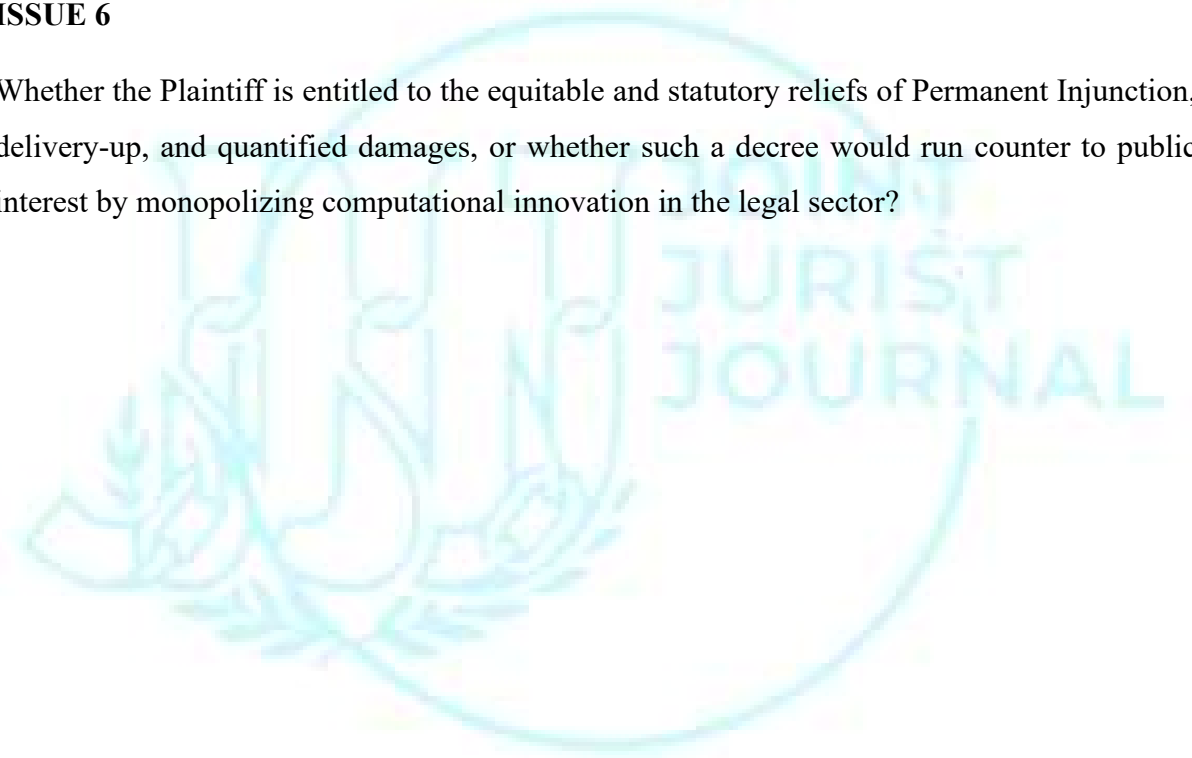 ISSUE 6
Whether the Plaintiff is entitled to the equitable and statutory reliefs of Permanent Injunction,
delivery-up, and quantified damages, or whether such a decree would run counter to public
interest by monopolizing computational innovation in the legal sector?
JOINT
JURIST
JOURNAL